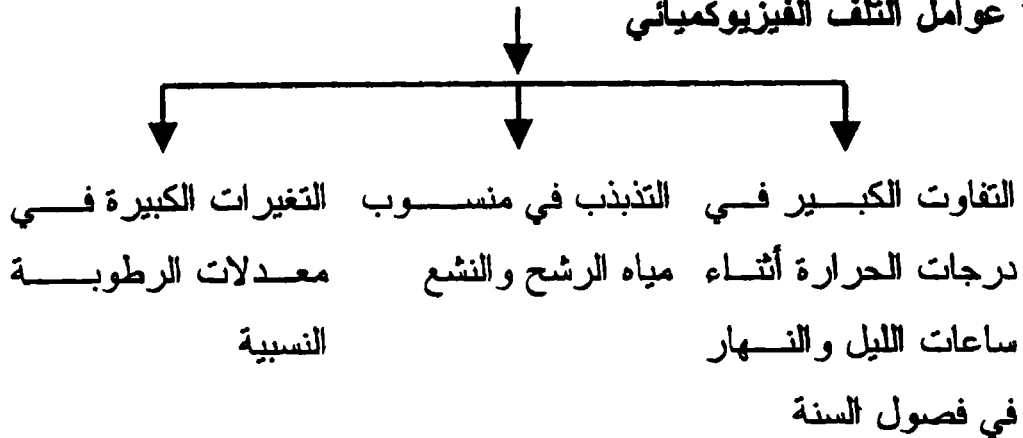 عوامل التلف الفيزيوكميائي
التفاوت الكبير في
درجات الحرارة أثناء
ساعات الليل والنهار
في فصول السنة
التذبذب في منسوب
مياه الرشح والنشع
التغيرات الكبيرة في
معدلات الرطوبة
النسبية